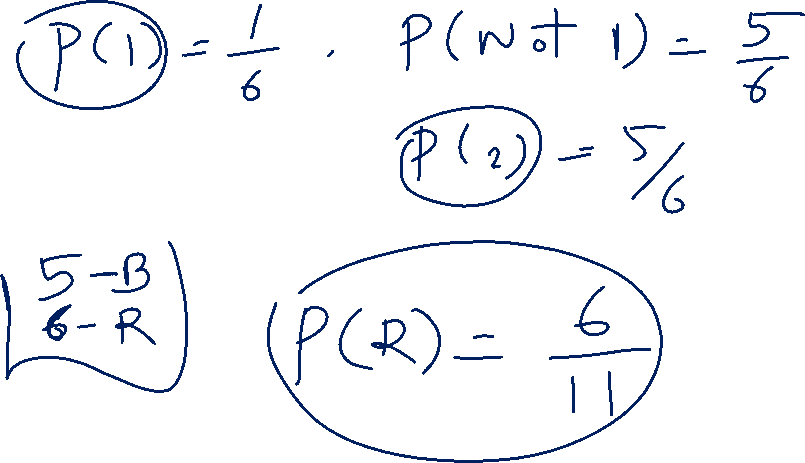 P(1) = 1/6 . P(Not 1) = 5/6
P(2) = 5/6
5-B
6-R
P(R) = 6/11